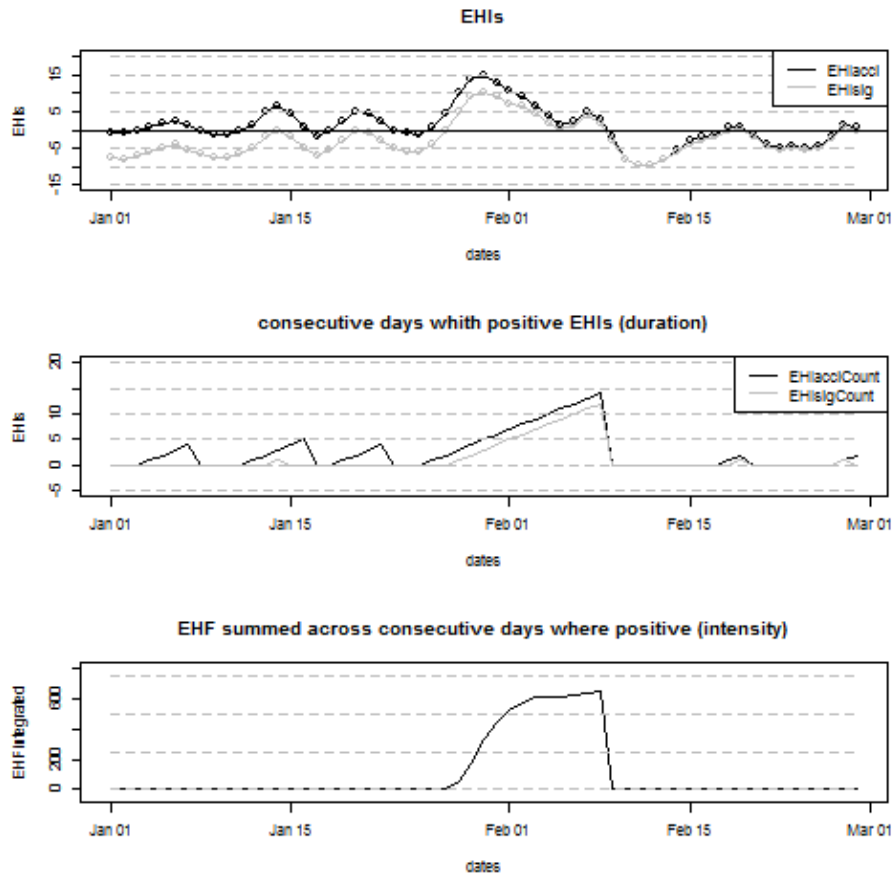 EHIs
EHIs
15
5
-5
-15
EHIaccl
EHIsig
Jan 01
Jan 15
Feb 01
Feb 15
Mar 01
dates
consecutive days whith positive EHIs (duration)
EHIs
20
10
5
0
-5
EHIacclCount
EHIsigCount
Jan 01
Jan 15
Feb 01
Feb 15
Mar 01
dates
EHF summed across consecutive days where positive (intensity)
EHFintegrated
600
200
0
Jan 01
Jan 15
Feb 01
Feb 15
Mar 01
dates